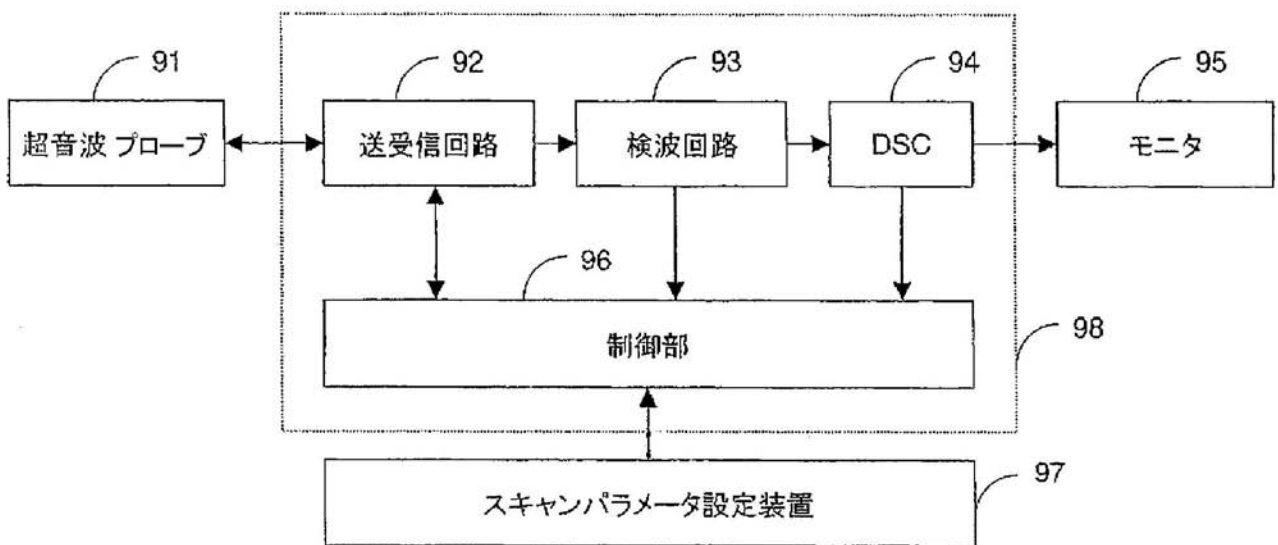 91
92
93
94
95
超音波 プローブ
送受信回路
検波回路
DSC
モニタ
96
制御部
98
97
スキャンパラメータ設定装置